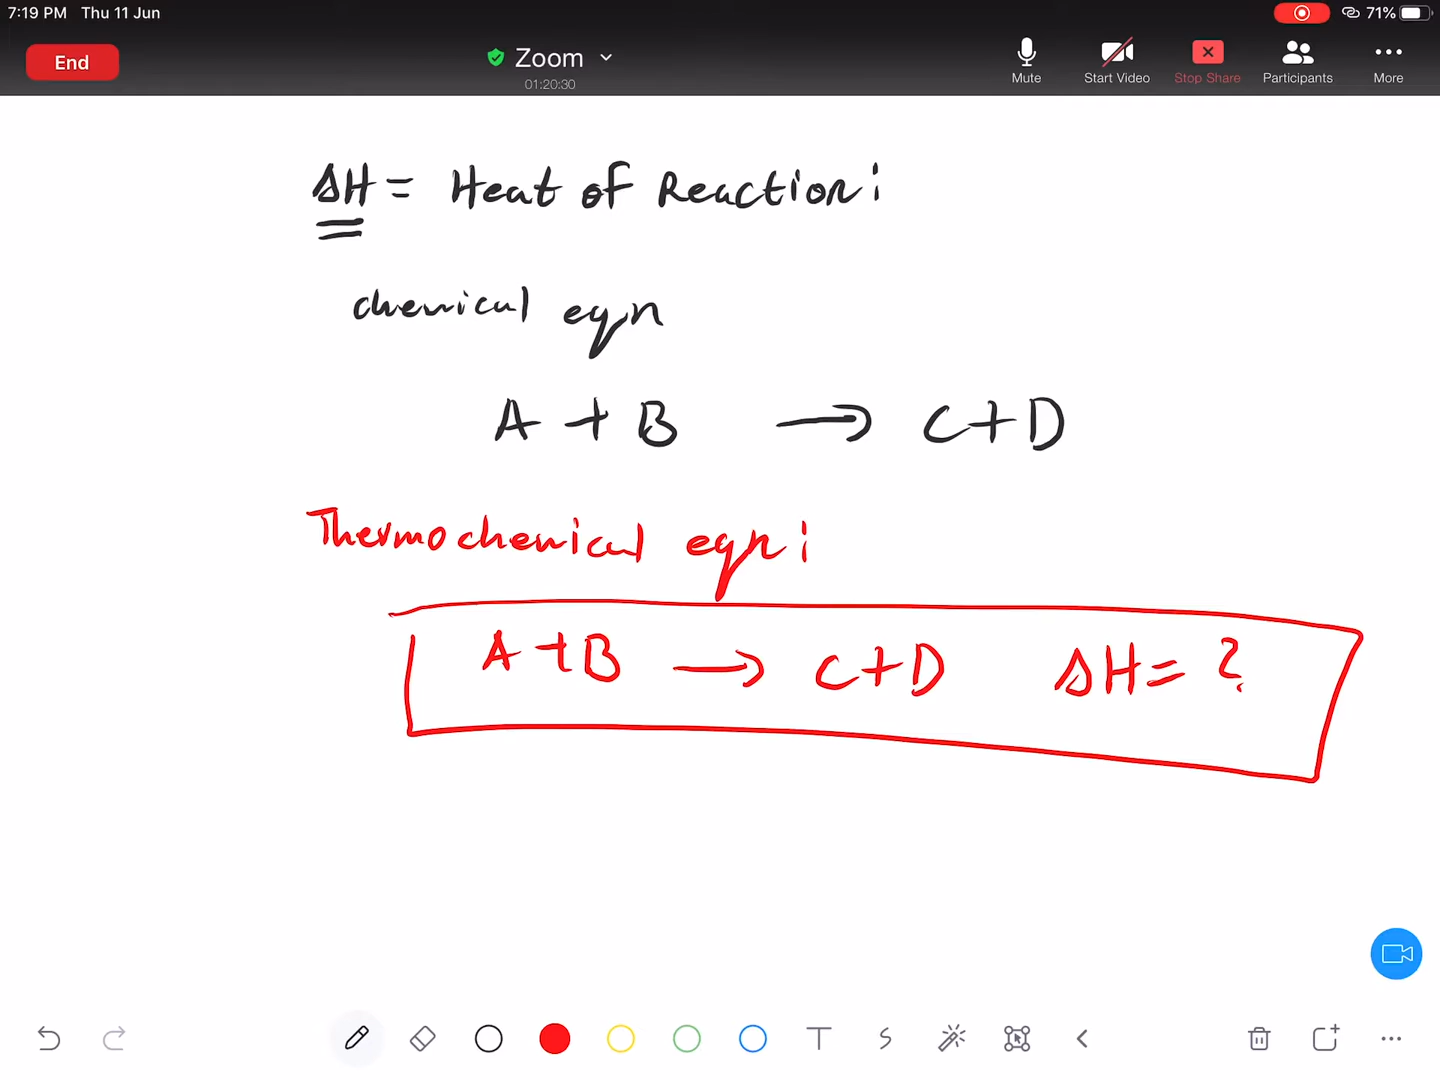 7:19 PM Thu 11 Jun
71%
End
Zoom
01:20:30
Mute
Start Video
Stop Share
Participants
More
ΔH = Heat of Reaction:
chemical eqn
A + B → C + D
Thermochemical eqn:
A + B → C + D ΔH = ?